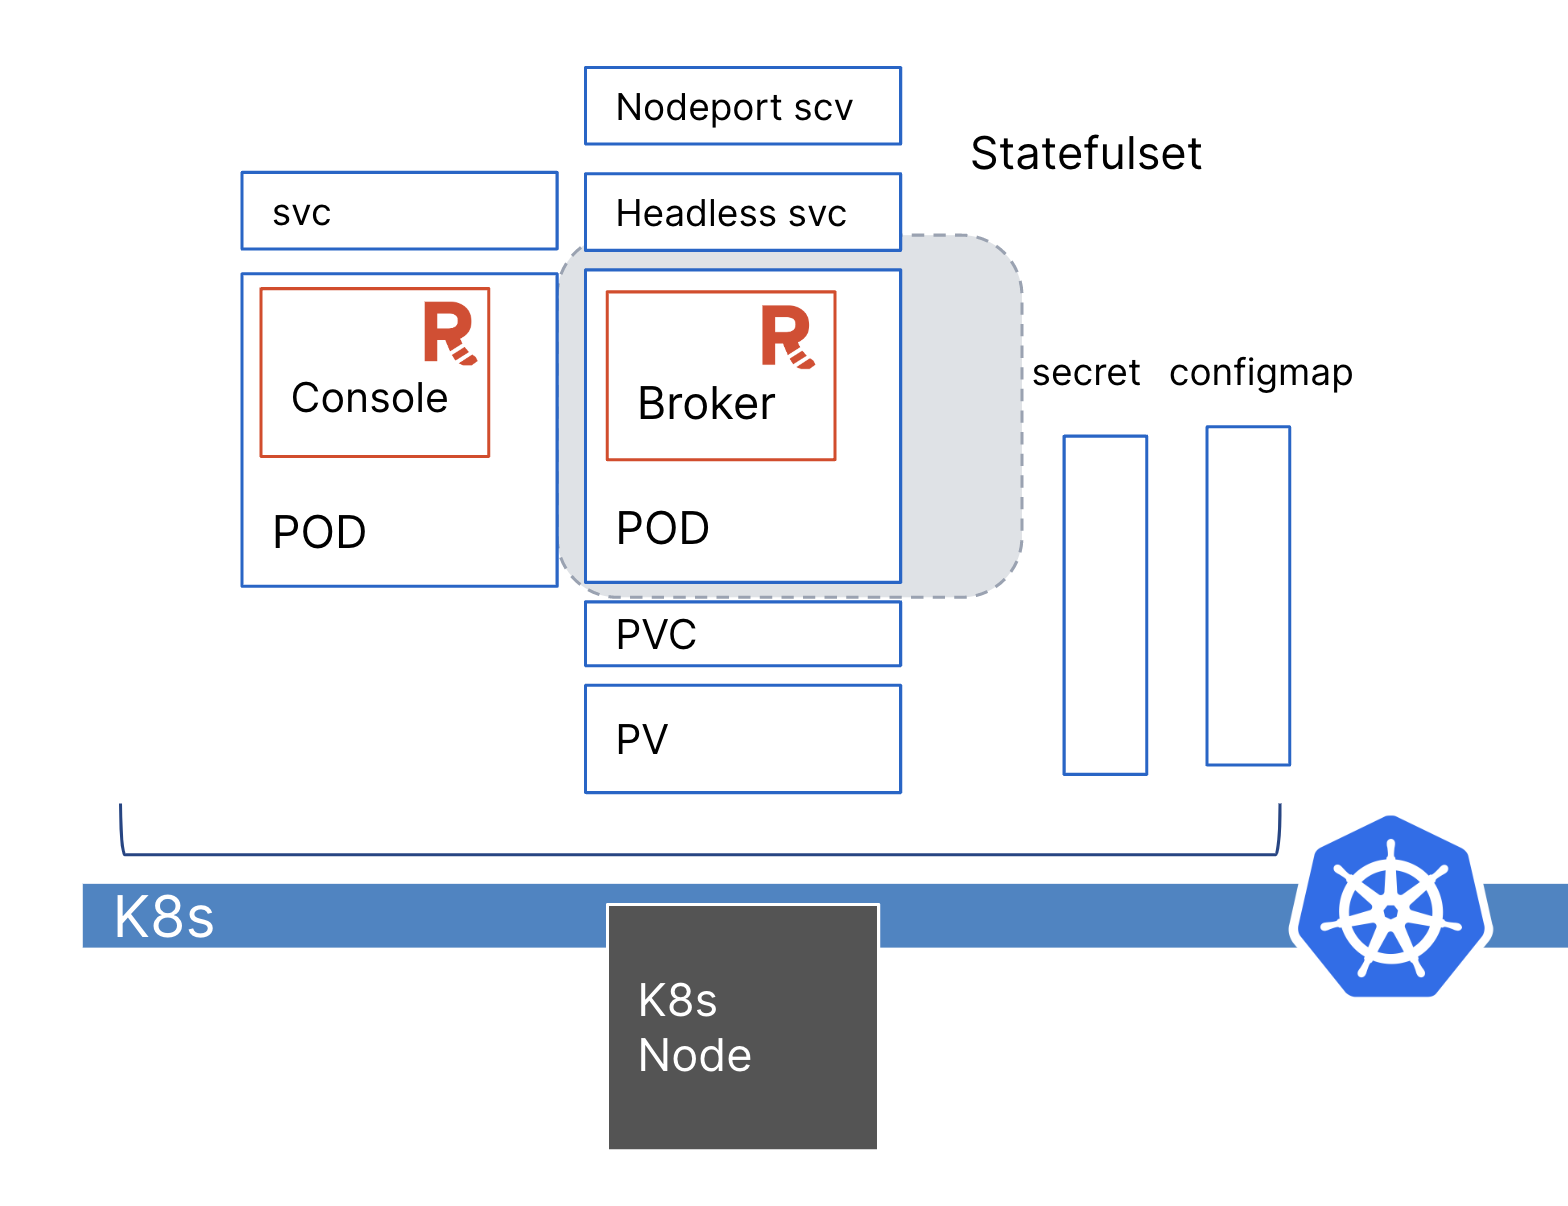 Nodeport scv
Statefulset
svc
Headless svc
Console
Broker
secret
configmap
POD
POD
PVC
PV
K8s
K8s
Node